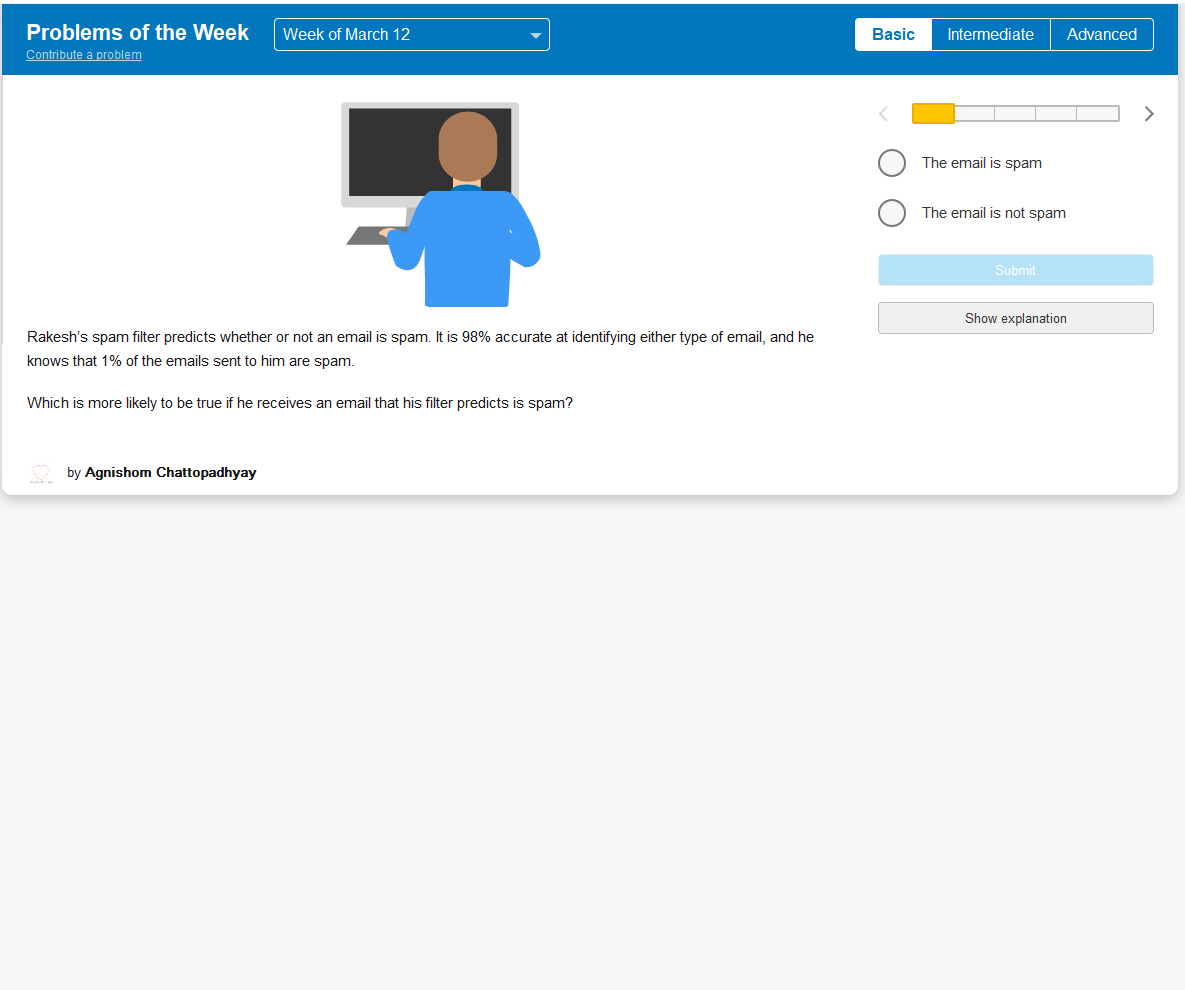 Problems of the Week
Contribute a problem
Week of March 12
Basic
Intermediate
Advanced
The email is spam
The email is not spam
Submit
Show explanation
Rakesh’s spam filter predicts whether or not an email is spam. It is 98% accurate at identifying either type of email, and he
knows that 1% of the emails sent to him are spam.
Which is more likely to be true if he receives an email that his filter predicts is spam?
by Agnishom Chattopadhyay